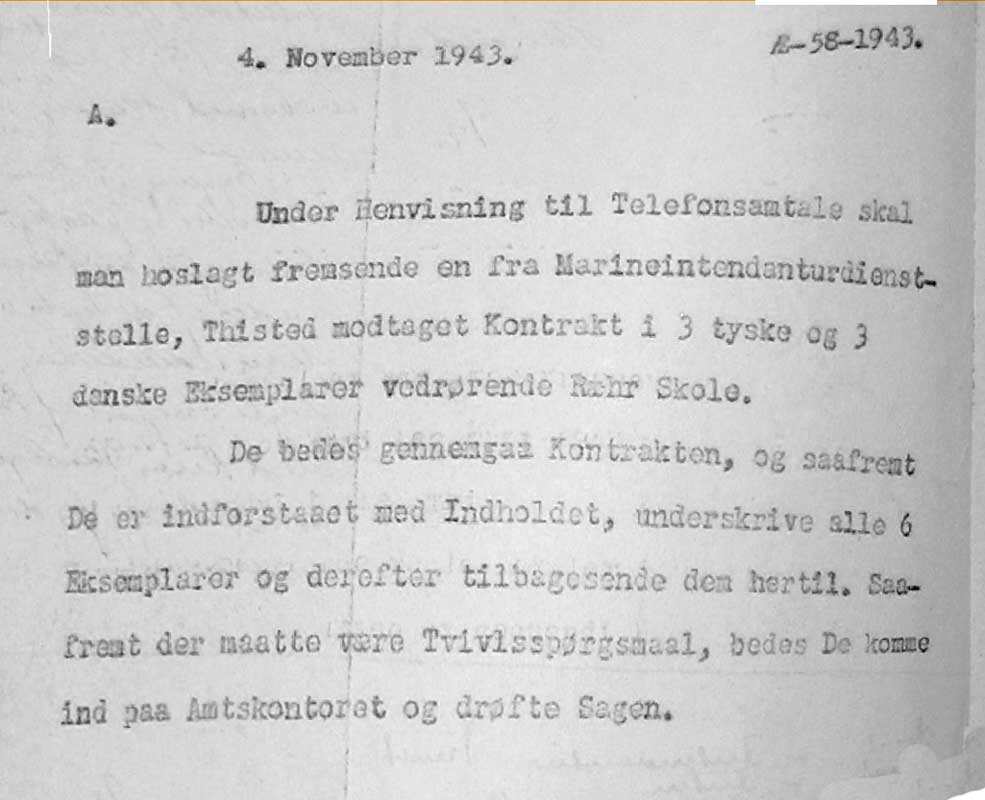 4. November 1943.
Æ-58-1943.
A.
Under Henvisning til Telefonsamtale skal
man hoslagt fremsende en fra Marineintendanturdienst-
stelle, Thisted modtaget Kontrakt i 3 tyske og 3
danske Eksemplarer vedrørende Ræhr Skole.
De bedes gennemgaa Kontrakten, og saafremt
De er indforstaaet med Indholdet, underskrive alle 6
Eksemplarer og derefter tilbagesende dem hertil. Saa-
fremt der maatte være Tvivlsspørgsmaal, bedes De komme
ind paa Amtskontoret og drøfte Sagen.